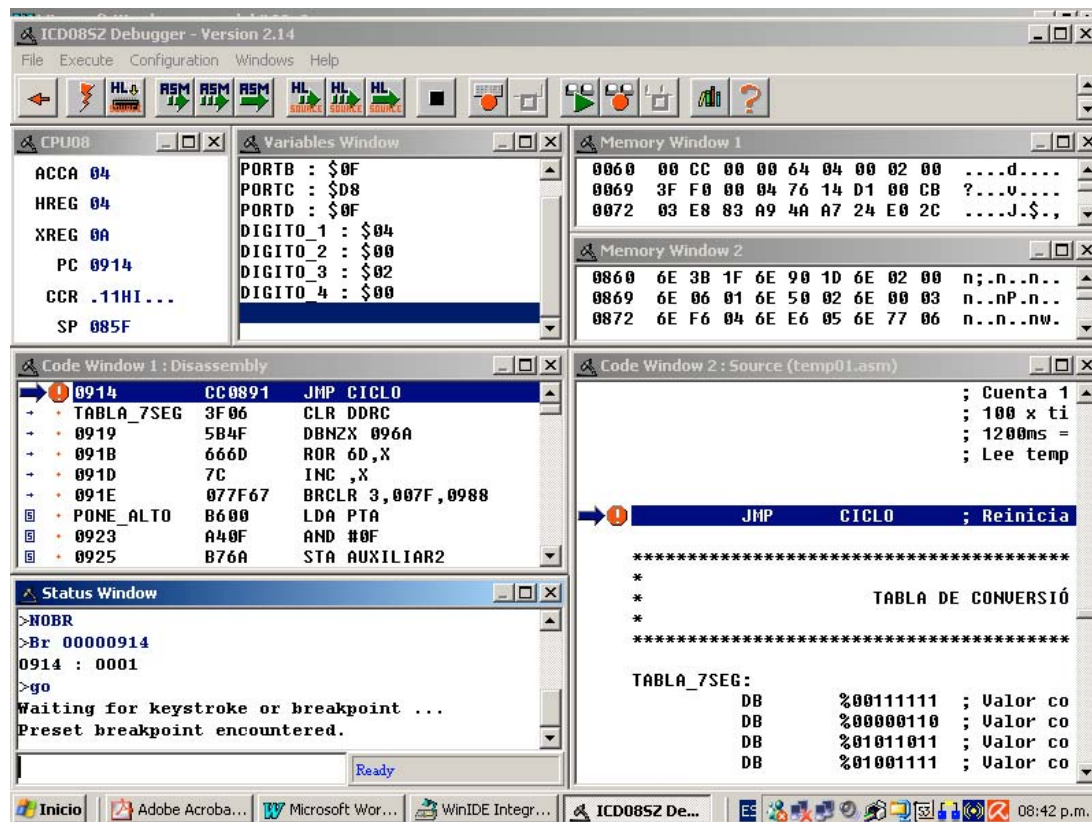 ICD08SZ Debugger - Version 2.14
File Execute Configuration Windows Help
HL SOURCE ASM ASM ASM HL SOURCE HL SOURCE HL SOURCE
CPU08
ACCA 04
HREG 04
XREG 0A
PC 0914
CCR .11HI...
SP 085F
Variables Window
PORTB : $0F
PORTC : $D8
PORTD : $0F
DIGITO_1 : $04
DIGITO_2 : $00
DIGITO_3 : $02
DIGITO_4 : $00
Memory Window 1
0060 00 CC 00 00 64 04 00 02 00 ....d....
0069 3F F0 00 04 76 14 D1 00 CB ?...v....
0072 03 E8 83 A9 4A A7 24 E0 2C ....J.$.,
Memory Window 2
0860 6E 3B 1F 6E 90 1D 6E 02 00 n;.n..n..
0869 6E 06 01 6E 50 02 6E 00 03 n..nP.n..
0872 6E F6 04 6E E6 05 6E 77 06 n..n..nw.
Code Window 1 : Disassembly
0914 CC0891 JMP CICLO
TABLA_7SEG 3F06 CLR DDRC
0919 5B4F DBNZX 096A
091B 666D ROR 6D,X
091D 7C INC ,X
091E 077F67 BRCLR 3,007F,0988
S PONE_ALTO B600 LDA PTA
S 0923 A40F AND #0F
S 0925 B76A STA AUXILIAR2
Code Window 2 : Source (temp01.asm)
; Cuenta 1
; 100 x ti
; 1200ms =
; Lee temp
JMP CICLO ; Reinicia
****************************************
*
* TABLA DE CONVERSIÓ
*
****************************************
TABLA_7SEG:
DB %00111111 ; Valor co
DB %00000110 ; Valor co
DB %01011011 ; Valor co
DB %01001111 ; Valor co
Status Window
>NOBR
>Br 00000914
0914 : 0001
>go
Waiting for keystroke or breakpoint ...
Preset breakpoint encountered.
Ready
Inicio Adobe Acroba... Microsoft Wor... WinIDE Integr... ICD08SZ De... ES 08:42 p.m.